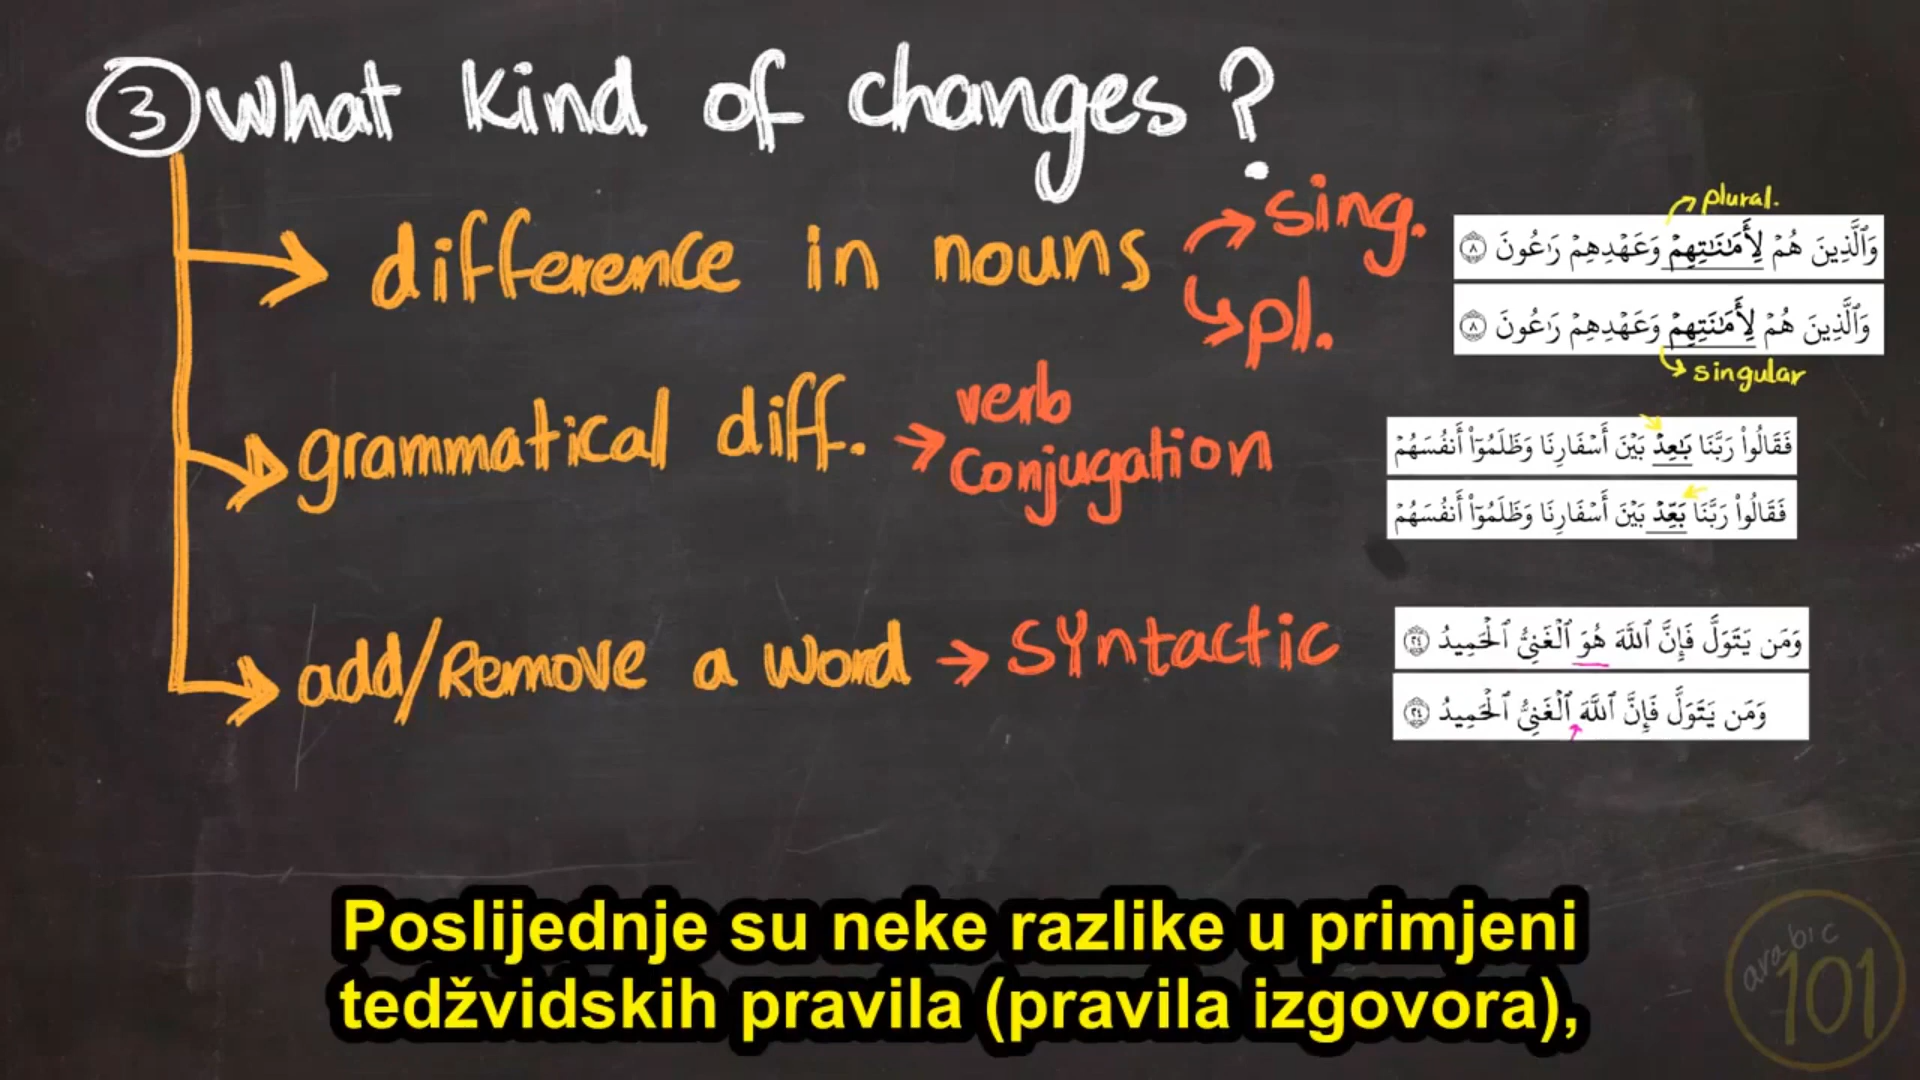 3 What kind of changes?
difference in nouns
sing.
pl.
plural.
وَٱلَّذِينَ هُمْ لِأَمَٰنَٰتِهِمْ وَعَهْدِهِمْ رَٰعُونَ ٨
وَٱلَّذِينَ هُمْ لِأَمَٰنَتِهِمْ وَعَهْدِهِمْ رَٰعُونَ ٨
singular
grammatical diff.
verb
conjugation
فَقَالُوا۟ رَبَّنَا بَٰعِدْ بَيْنَ أَسْفَارِنَا وَظَلَمُوٓا۟ أَنفُسَهُمْ
فَقَالُوا۟ رَبَّنَا بَعِّدْ بَيْنَ أَسْفَارِنَا وَظَلَمُوٓا۟ أَنفُسَهُمْ
add/Remove a word
Syntactic
وَمَن يَتَوَلَّ فَإِنَّ ٱللَّهَ هُوَ ٱلْغَنِىُّ ٱلْحَمِيدُ ٢٤
وَمَن يَتَوَلَّ فَإِنَّ ٱللَّهَ ٱلْغَنِىُّ ٱلْحَمِيدُ ٢٤
Poslijednje su neke razlike u primjeni
tedžvidskih pravila (pravila izgovora),
arabic
101